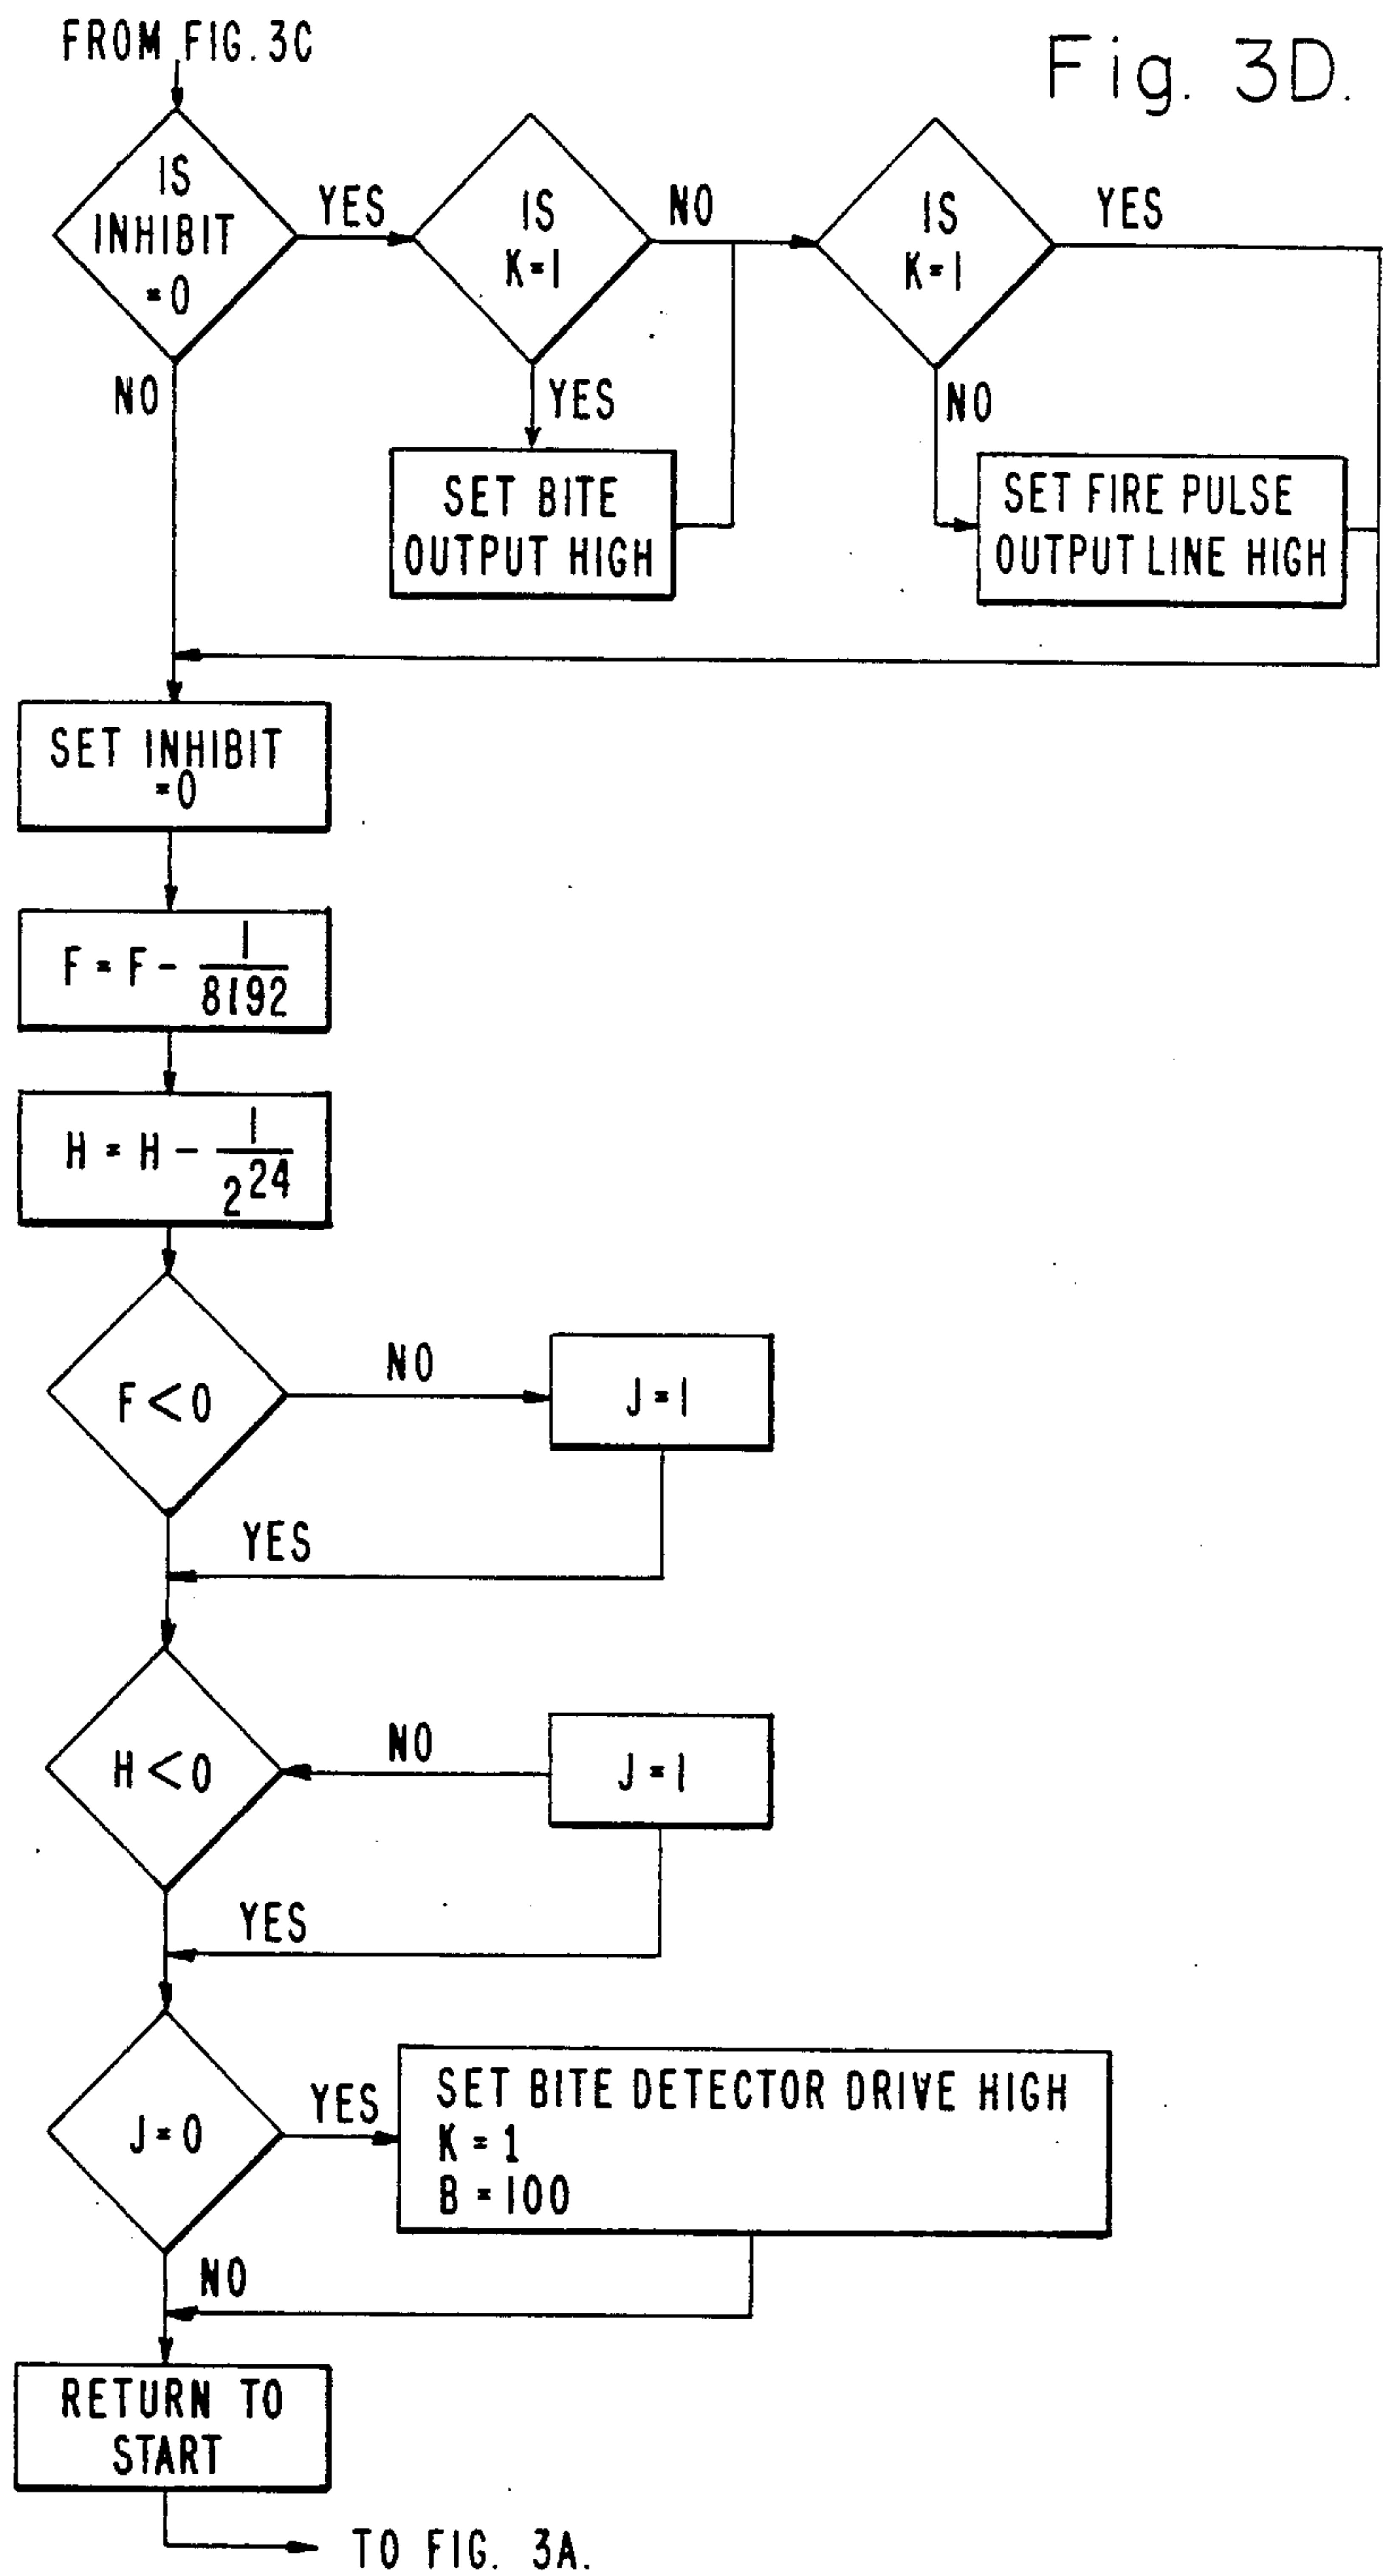 FROM FIG. 3C
Fig. 3D.
IS
INHIBIT
=0
YES
NO
IS
K=1
NO
YES
IS
K=1
YES
NO
SET BITE
OUTPUT HIGH
SET FIRE PULSE
OUTPUT LINE HIGH
SET INHIBIT
=0
F = F - 1/8192
H = H - 1/2^24
F<0
NO
J=1
YES
H<0
NO
J=1
YES
J=0
YES
SET BITE DETECTOR DRIVE HIGH
K = 1
B = 100
NO
RETURN TO
START
TO FIG. 3A.